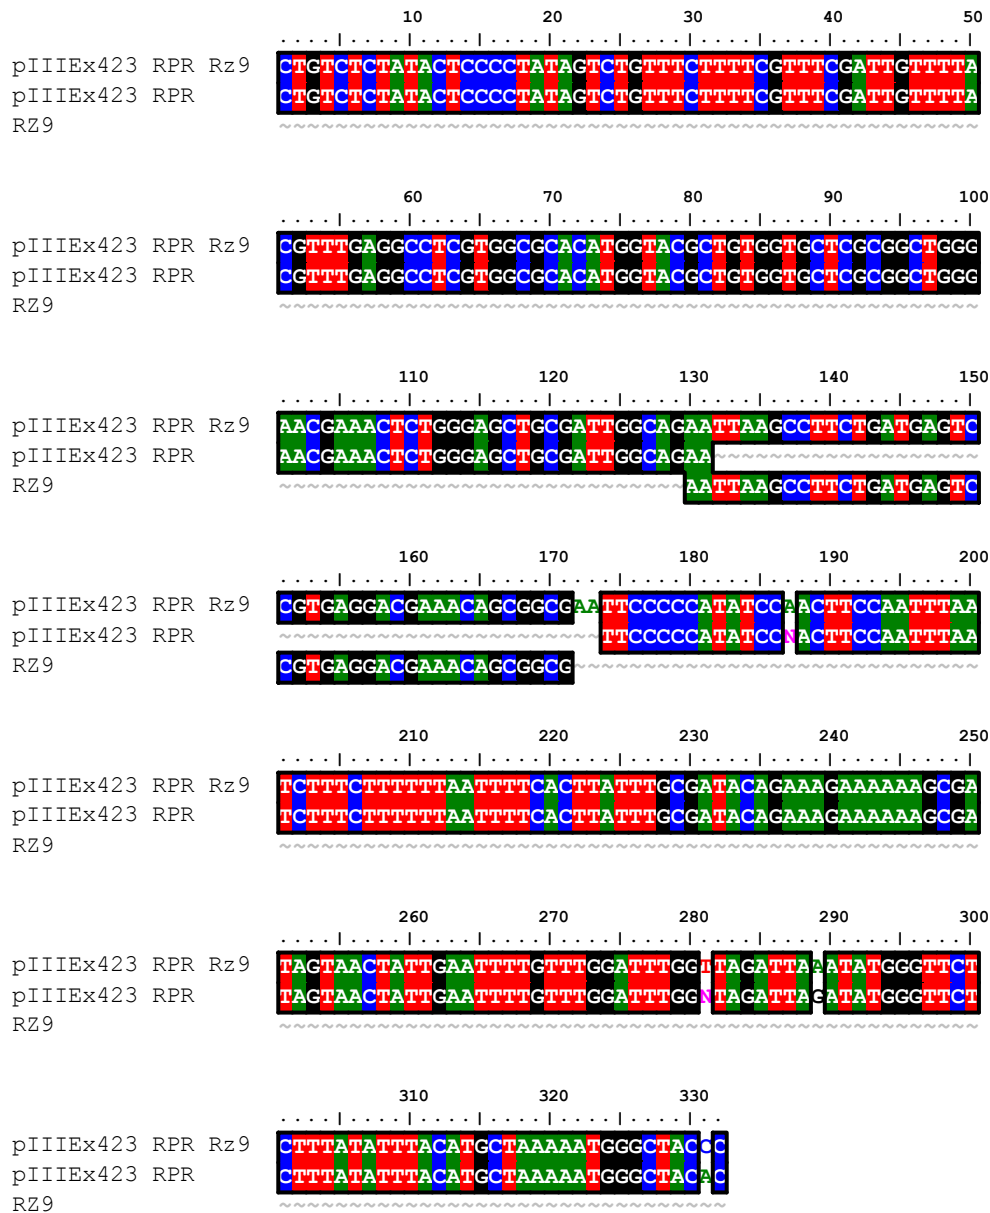 10 20 30 40 50
pIIIEx423 RPR Rz9 CTGTCTCTATACTCCCCTATAGTCTGTTTCTTTTCGTTTCGATTGTTTTA
pIIIEx423 RPR CTGTCTCTATACTCCCCTATAGTCTGTTTCTTTTCGTTTCGATTGTTTTA
RZ9 ~~~~~~~~~~~~~~~~~~~~~~~~~~~~~~~~~~~~~~~~~~~~~~~~~~
60 70 80 90 100
pIIIEx423 RPR Rz9 CGTTTGAGGCCTCGTGGCGCACATGGTACGCTGTGGTGCTCGCGGCTGGG
pIIIEx423 RPR CGTTTGAGGCCTCGTGGCGCACATGGTACGCTGTGGTGCTCGCGGCTGGG
RZ9 ~~~~~~~~~~~~~~~~~~~~~~~~~~~~~~~~~~~~~~~~~~~~~~~~~~
110 120 130 140 150
pIIIEx423 RPR Rz9 AACGAAACTCTGGGAGCTGCGATTGGCAGAATTAAGCCTTCTGATGAGTC
pIIIEx423 RPR AACGAAACTCTGGGAGCTGCGATTGGCAGAA~~~~~~~~~~~~~~~~~~~
RZ9 ~~~~~~~~~~~~~~~~~~~~~~~~~~~~~AATTAAGCCTTCTGATGAGTC
160 170 180 190 200
pIIIEx423 RPR Rz9 CGTGAGGACGAAACAGCGGCGAATTCCCCCATATCCAACTTCCAATTTAA
pIIIEx423 RPR ~~~~~~~~~~~~~~~~~~~~~~~TTCCCCCATATCCNACTTCCAATTTAA
RZ9 CGTGAGGACGAAACAGCGGCG~~~~~~~~~~~~~~~~~~~~~~~~~~~~~
210 220 230 240 250
pIIIEx423 RPR Rz9 TCTTTCTTTTTTAATTTTCACTTATTTGCGATACAGAAAGAAAAAAGCGA
pIIIEx423 RPR TCTTTCTTTTTTAATTTTCACTTATTTGCGATACAGAAAGAAAAAAGCGA
RZ9 ~~~~~~~~~~~~~~~~~~~~~~~~~~~~~~~~~~~~~~~~~~~~~~~~~~
260 270 280 290 300
pIIIEx423 RPR Rz9 TAGTAACTATTGAATTTTGTTTGGATTTGGTTAGATTAAATATGGGTTCT
pIIIEx423 RPR TAGTAACTATTGAATTTTGTTTGGATTTGGNTAGATTAGATATGGGTTCT
RZ9 ~~~~~~~~~~~~~~~~~~~~~~~~~~~~~~~~~~~~~~~~~~~~~~~~~~
310 320 330
pIIIEx423 RPR Rz9 CTTTATATTTACATGCTAAAAATGGGCTACCC
pIIIEx423 RPR CTTTATATTTACATGCTAAAAATGGGCTACAC
RZ9 ~~~~~~~~~~~~~~~~~~~~~~~~~~~~~~~~